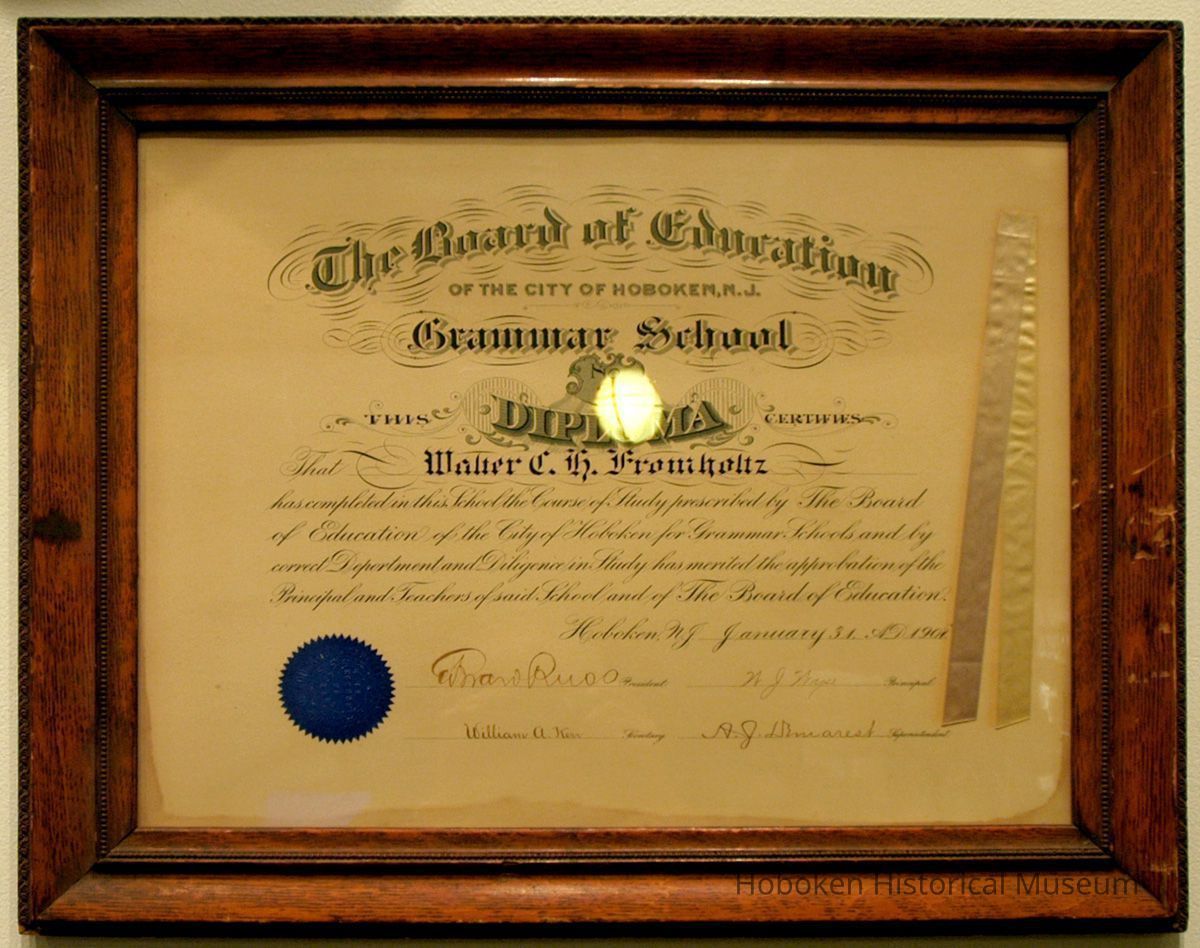 The Board of Education
OF THE CITY OF HOBOKEN, N.J.
Grammar School
N
DIPLOMA
THIS CERTIFIES
That Walter C. H. Fromholtz
has completed in this School the Course of Study prescribed by The Board
of Education of the City of Hoboken for Grammar Schools and by
correct Deportment and Diligence in Study has merited the approbation of the
Principal and Teachers of said School and of The Board of Education.
Hoboken, N.J. January 31, AD 190
Edward Russ President W J Principal
William A. Kerr Secretary A. J. Demarest Superintendent
Hoboken Historical Museum